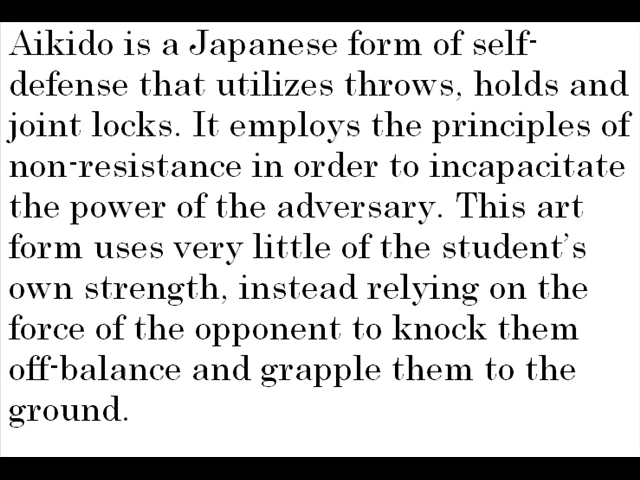 Aikido is a Japanese form of self-
defense that utilizes throws, holds and
joint locks. It employs the principles of
non-resistance in order to incapacitate
the power of the adversary. This art
form uses very little of the student's
own strength, instead relying on the
force of the opponent to knock them
off-balance and grapple them to the
ground.